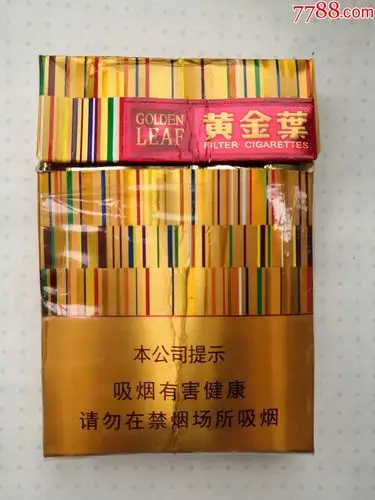 7788.com
GOLDEN
LEAF
黄金葉
FILTER CIGARETTES
本公司提示
吸烟有害健康
请勿在禁烟场所吸烟